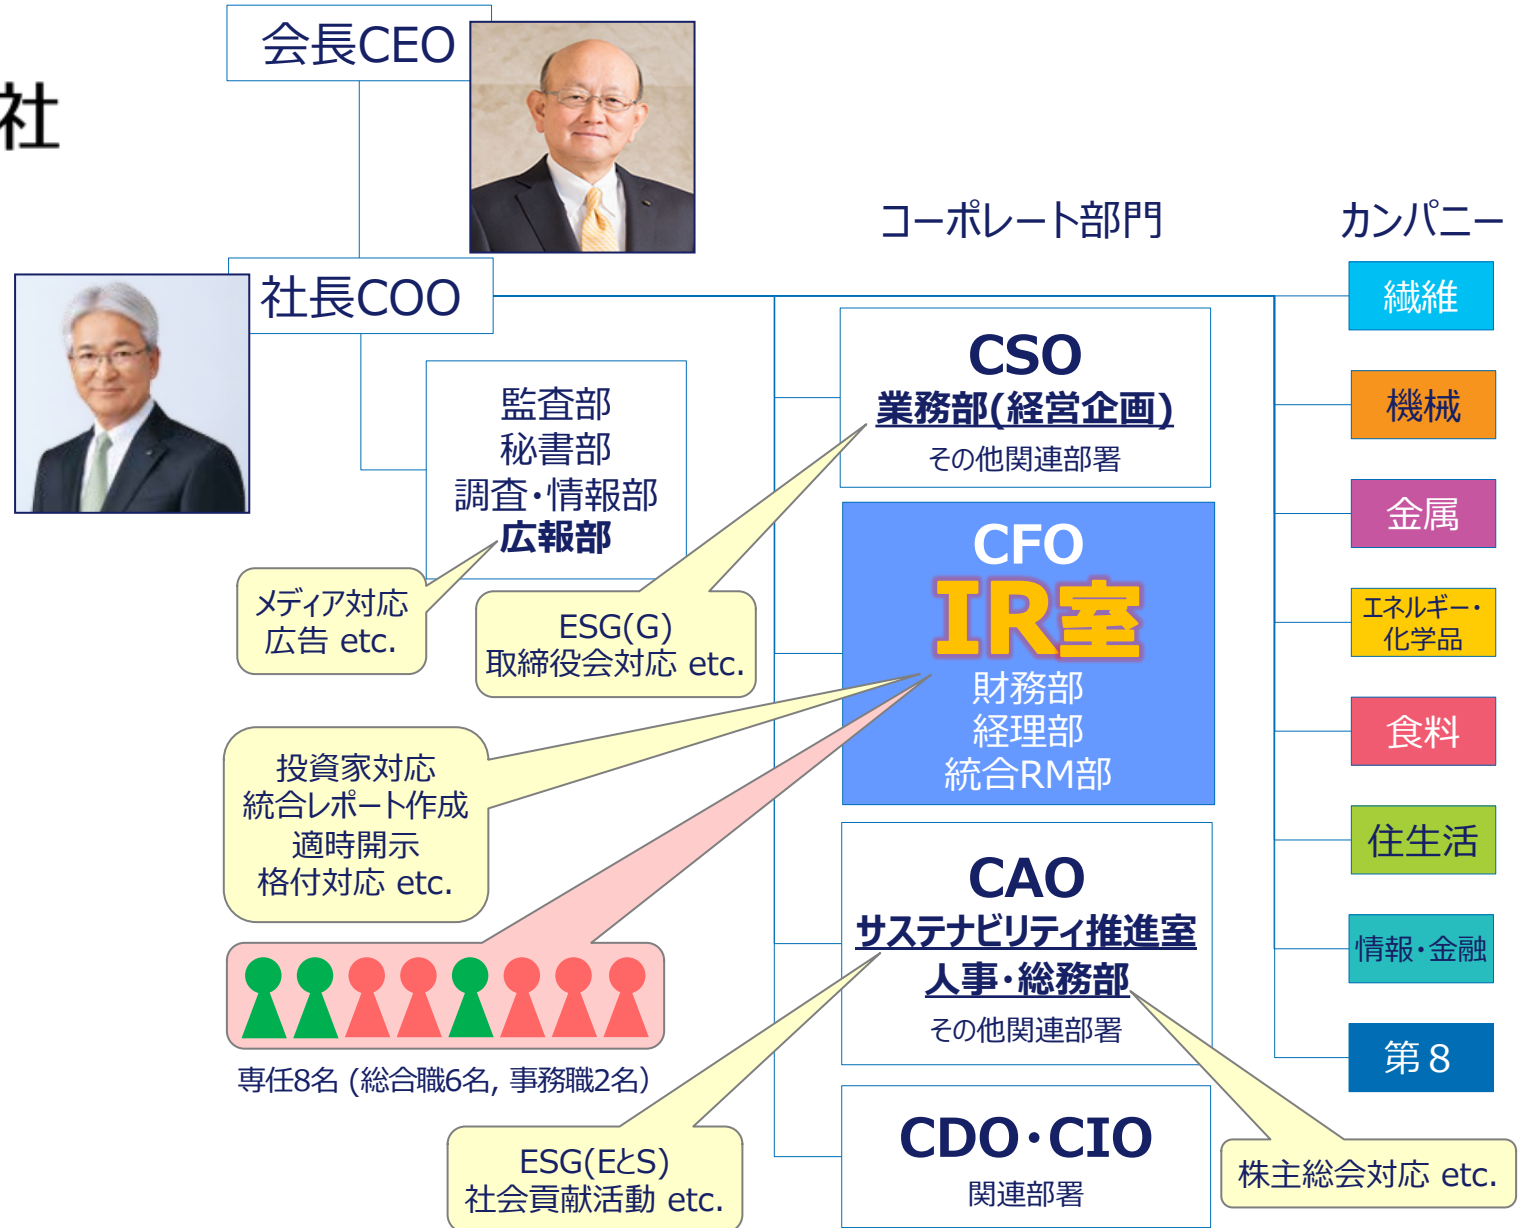 社
会長CEO
社長COO
監査部
秘書部
調査・情報部
広報部
メディア対応
広告 etc.
コーポレート部門
CSO
業務部(経営企画)
その他関連部署
ESG(G)
取締役会対応 etc.
CFO
IR室
財務部
経理部
統合RM部
投資家対応
統合レポート作成
適時開示
格付対応 etc.
専任8名 (総合職6名, 事務職2名)
CAO
サステナビリティ推進室
人事・総務部
その他関連部署
ESG(EとS)
社会貢献活動 etc.
株主総会対応 etc.
CDO・CIO
関連部署
カンパニー
繊維
機械
金属
エネルギー・
化学品
食料
住生活
情報・金融
第８